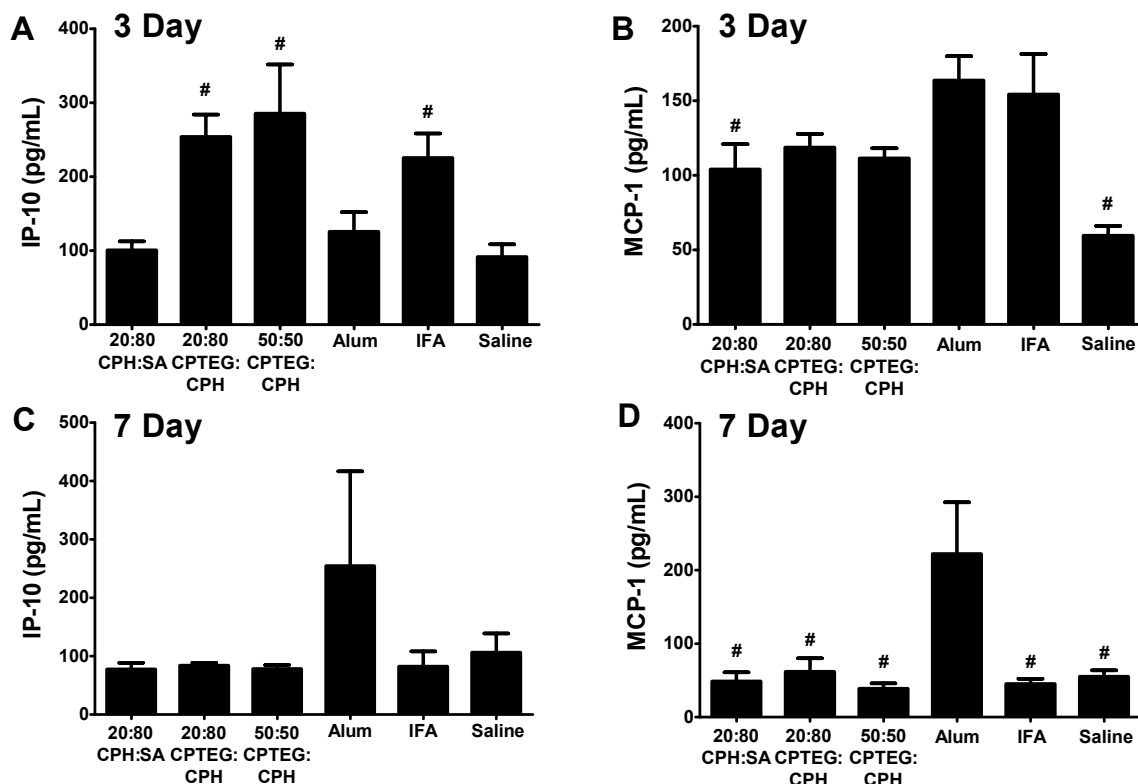 A 3 Day
IP-10 (pg/mL)
400
300
200
100
0
# # #
20:80 CPH:SA
20:80 CPTEG: CPH
50:50 CPTEG: CPH
Alum
IFA
Saline
B 3 Day
MCP-1 (pg/mL)
200
150
100
50
0
# #
20:80 CPH:SA
20:80 CPTEG: CPH
50:50 CPTEG: CPH
Alum
IFA
Saline
C 7 Day
IP-10 (pg/mL)
500
400
300
200
100
0
20:80 CPH:SA
20:80 CPTEG: CPH
50:50 CPTEG: CPH
Alum
IFA
Saline
D 7 Day
MCP-1 (pg/mL)
400
300
200
100
0
# # # # #
20:80 CPH:SA
20:80 CPTEG: CPH
50:50 CPTEG: CPH
Alum
IFA
Saline